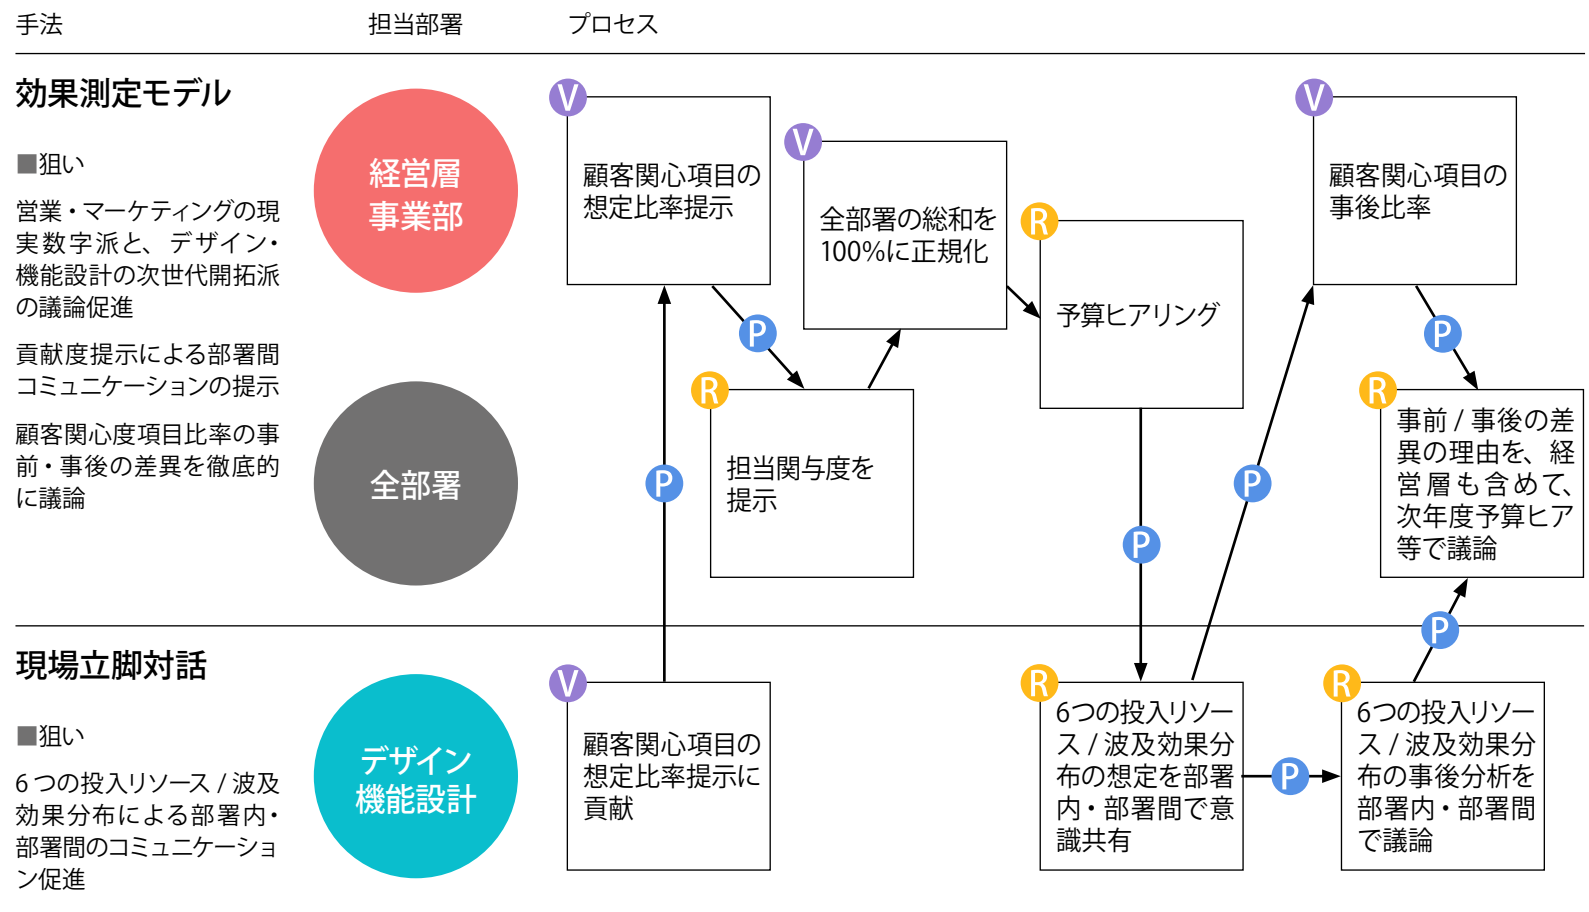 手法
担当部署
プロセス
効果測定モデル
■狙い
営業・マーケティングの現
実数字派と、デザイン・
機能設計の次世代開拓派
の議論促進
貢献度提示による部署間
コミュニケーションの提示
顧客関心度項目比率の事
前・事後の差異を徹底的
に議論
経営層
事業部
全部署
V
顧客関心項目の
想定比率提示
P
R
担当関与度を
提示
V
全部署の総和を
100%に正規化
R
予算ヒアリング
P
P
P
V
顧客関心項目の
事後比率
P
R
事前 / 事後の差
異の理由を、経
営層も含めて、
次年度予算ヒア
等で議論
P
現場立脚対話
■狙い
6つの投入リソース / 波及
効果分布による部署内・
部署間のコミュニケーショ
ン促進
デザイン
機能設計
V
顧客関心項目の
想定比率提示に
貢献
R
6つの投入リソー
ス / 波及効果分
布の想定を部署
内・部署間で意
識共有
P
R
6つの投入リソー
ス / 波及効果分
布の事後分析を
部署内・部署間
で議論